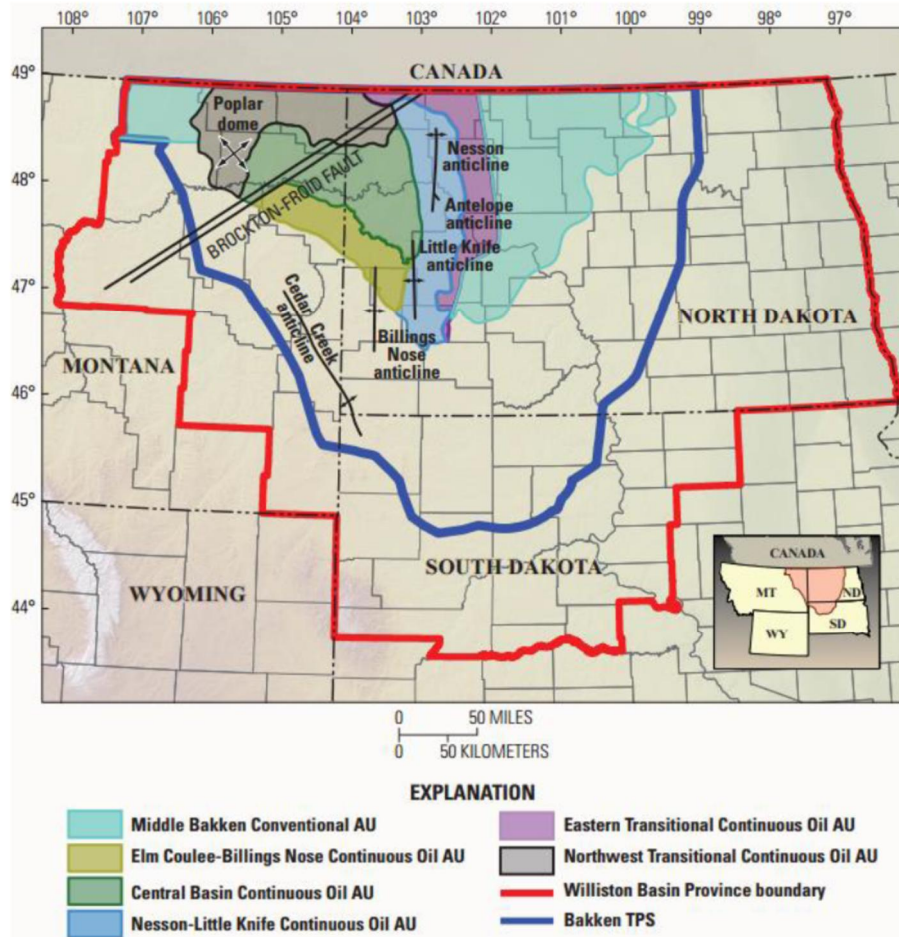 108° 107° 106° 105° 104° 103° 102° 101° 100° 99° 98° 97°
49°
48°
47°
46°
45°
44°
CANADA
Poplar
dome
Nesson
anticline
BROCKTON-FROID FAULT
Antelope
anticline
Little Knife
anticline
Cedar Creek
anticline
Billings
Nose
anticline
NORTH DAKOTA
MONTANA
SOUTH DAKOTA
WYOMING
CANADA
MT
ND
WY
SD
0 50 MILES
0 50 KILOMETERS
EXPLANATION
Middle Bakken Conventional AU
Elm Coulee-Billings Nose Continuous Oil AU
Central Basin Continuous Oil AU
Nesson-Little Knife Continuous Oil AU
Eastern Transitional Continuous Oil AU
Northwest Transitional Continuous Oil AU
Williston Basin Province boundary
Bakken TPS